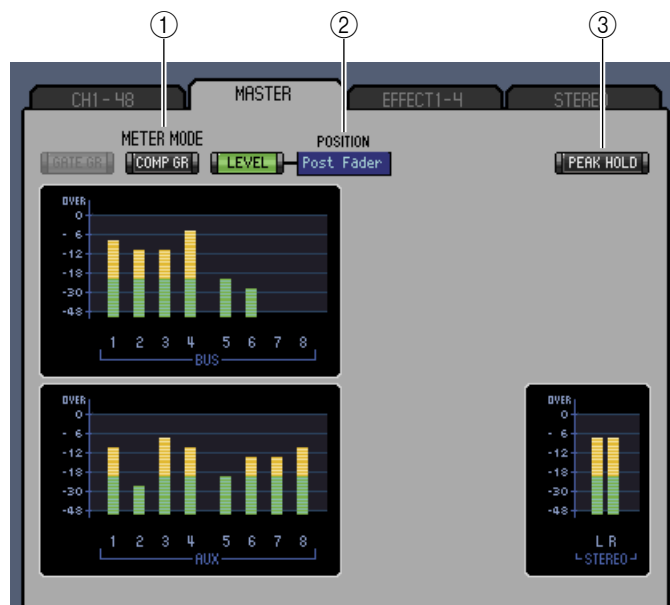 ① ② ③
CH1-48 MASTER EFFECT1-4 STEREO
METER MODE POSITION
GATE GR COMP GR LEVEL Post Fader PEAK HOLD
OVER
0
- 6
-12
-18
-30
-48
1 2 3 4 5 6 7 8
BUS
OVER
0
- 6
-12
-18
-30
-48
1 2 3 4 5 6 7 8
AUX
OVER
0
- 6
-12
-18
-30
-48
L R
STEREO